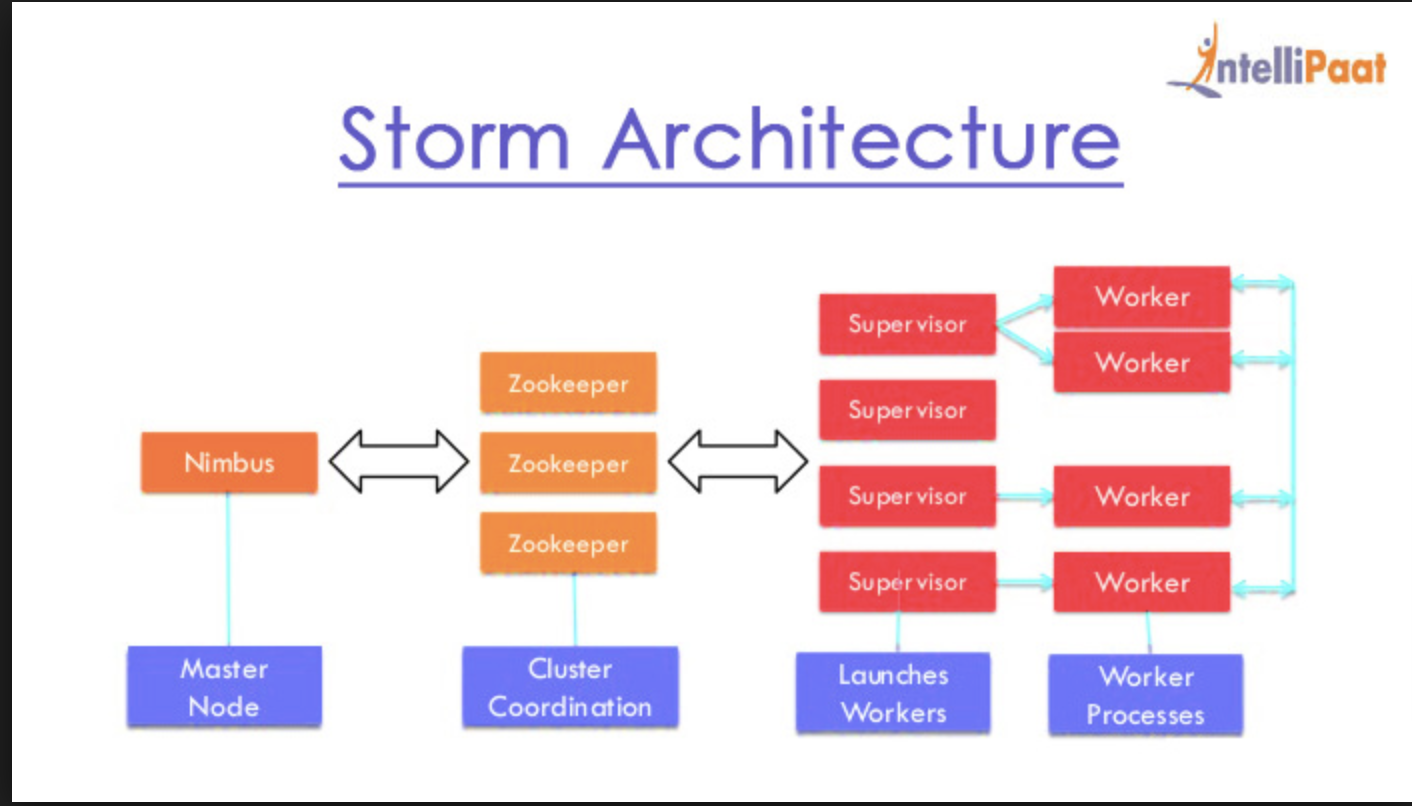 IntelliPaat
Storm Architecture
Nimbus
Zookeeper
Zookeeper
Zookeeper
Supervisor
Supervisor
Supervisor
Supervisor
Worker
Worker
Worker
Worker
Master
Node
Cluster
Coordination
Launches
Workers
Worker
Processes